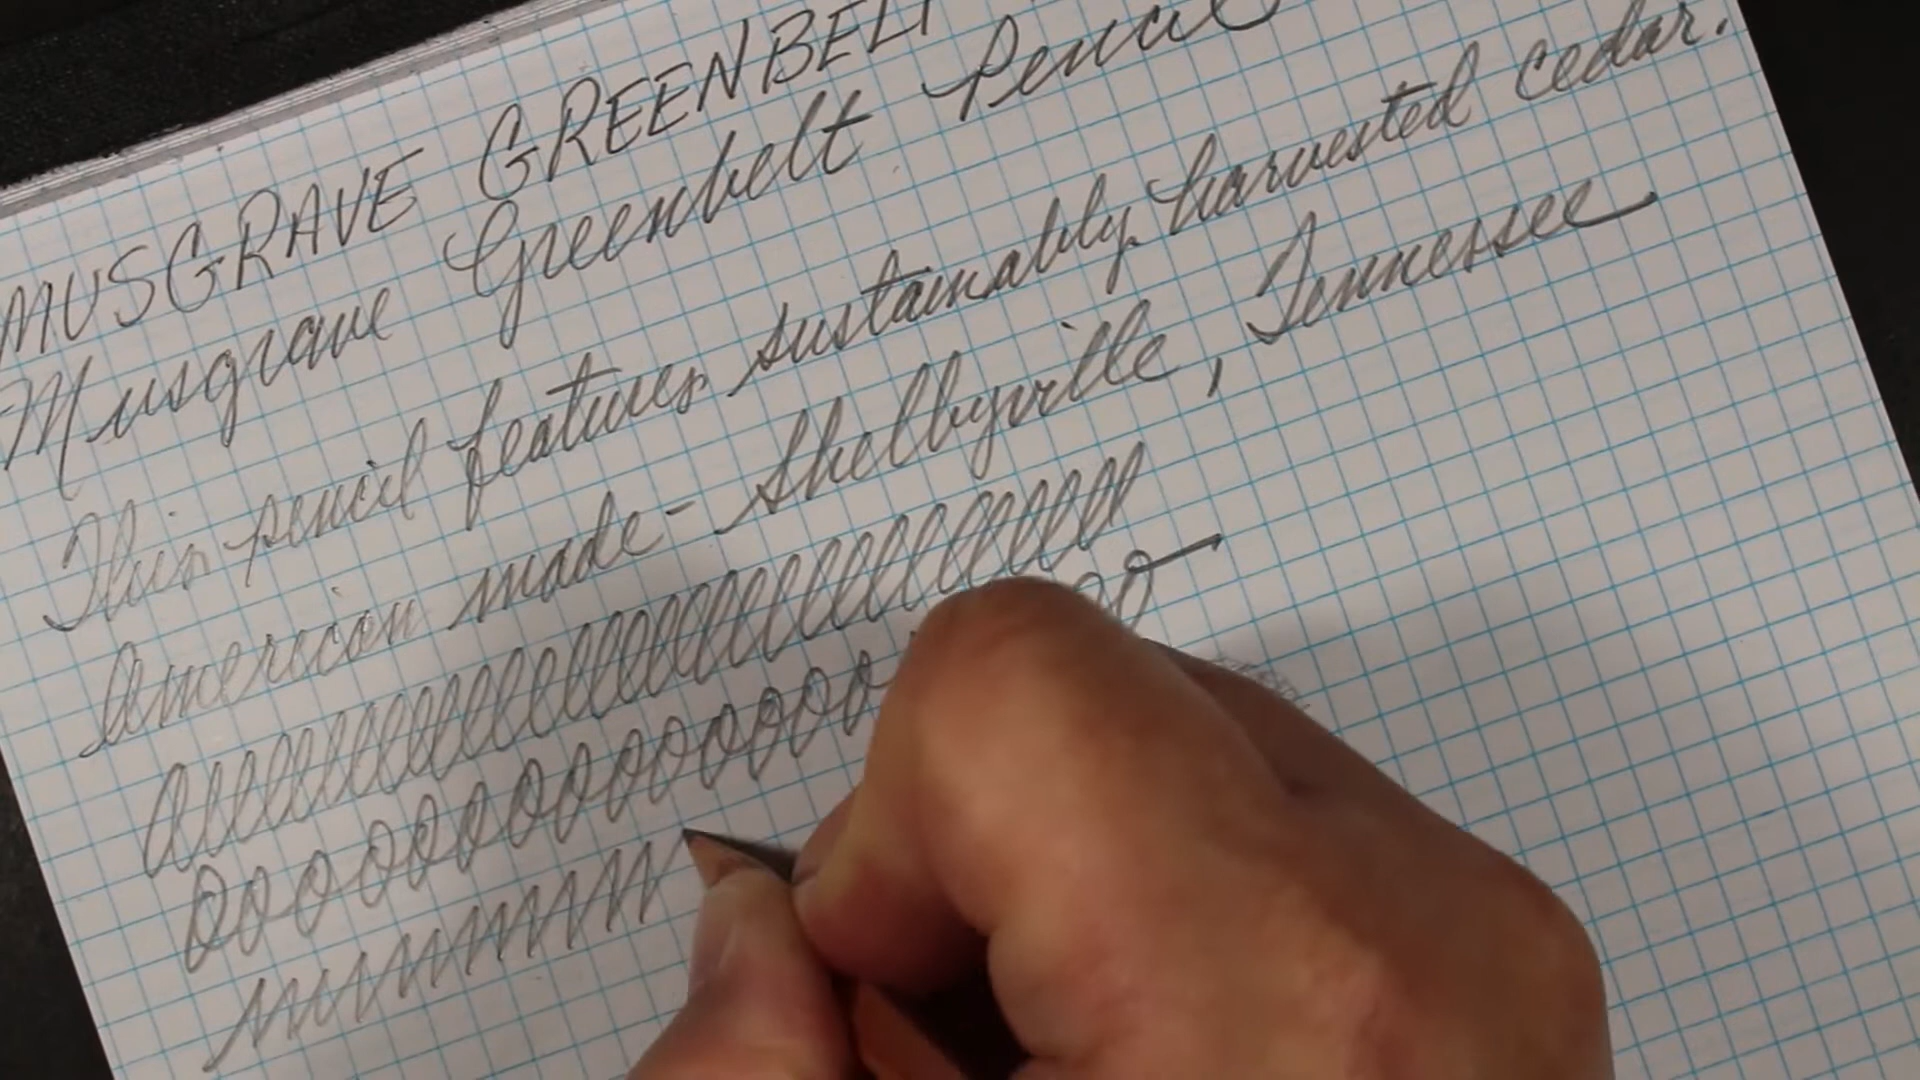 MUSGRAVE GREENBELT
Musgrave Greenbelt Pencil
This pencil features sustainably harvested cedar.
American made - Shelbyville, Tennessee